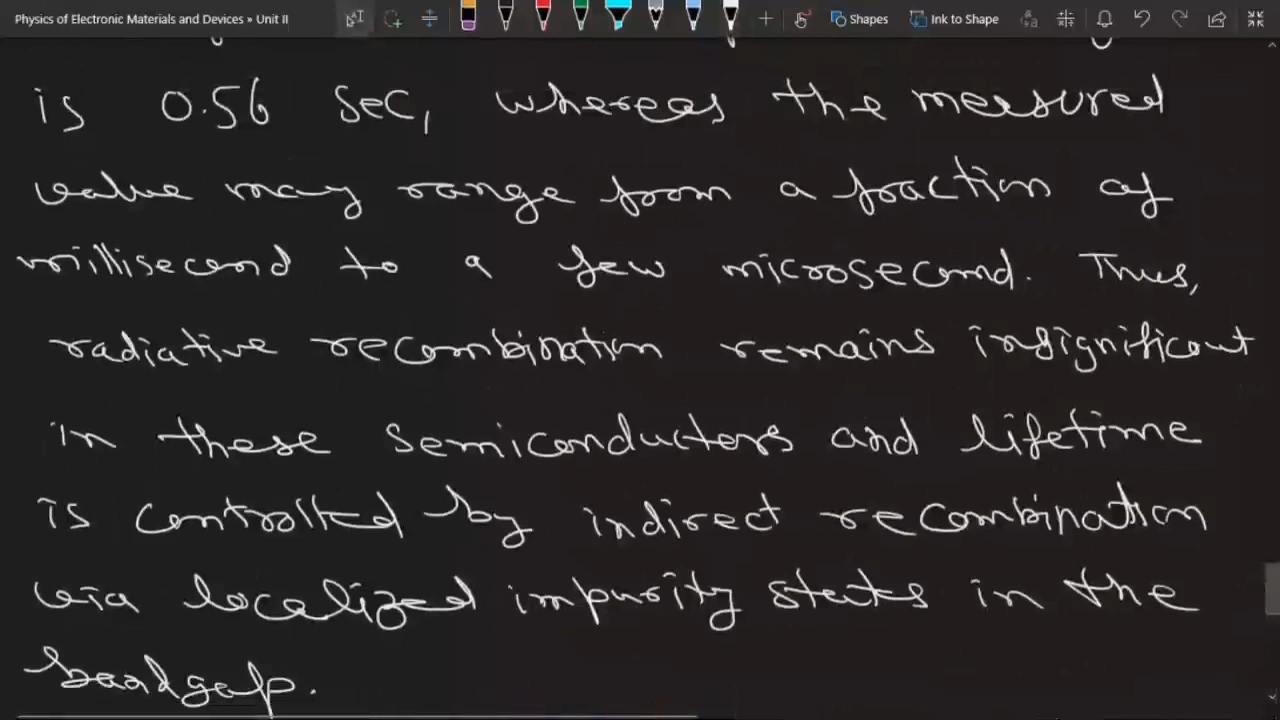 Physics of Electronic Materials and Devices » Unit II
Shapes
Ink to Shape
is 0.56 sec, whereas the measured
value may range from a fraction of
millisecond to a few microsecond. Thus,
radiative recombination remains insignificant
in these semiconductors and lifetime
is controlled by indirect recombination
via localized impurity states in the
bandgap.